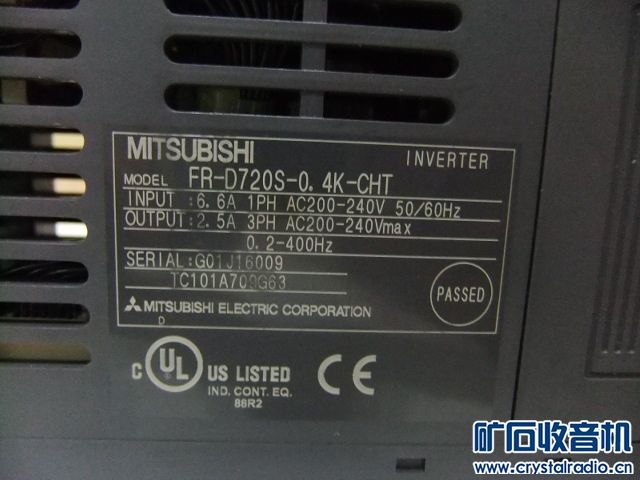 MITSUBISHI INVERTER
MODEL FR-D720S-0.4K-CHT
INPUT :6.6A 1PH AC200-240V 50/60Hz
OUTPUT:2.5A 3PH AC200-240Vmax
0.2-400Hz
SERIAL:G01J16009
TC101A700G63
PASSED
MITSUBISHI ELECTRIC CORPORATION
D
C UL US LISTED CE
IND. CONT. EQ.
88R2
矿石收音机
www.crystalradio.cn